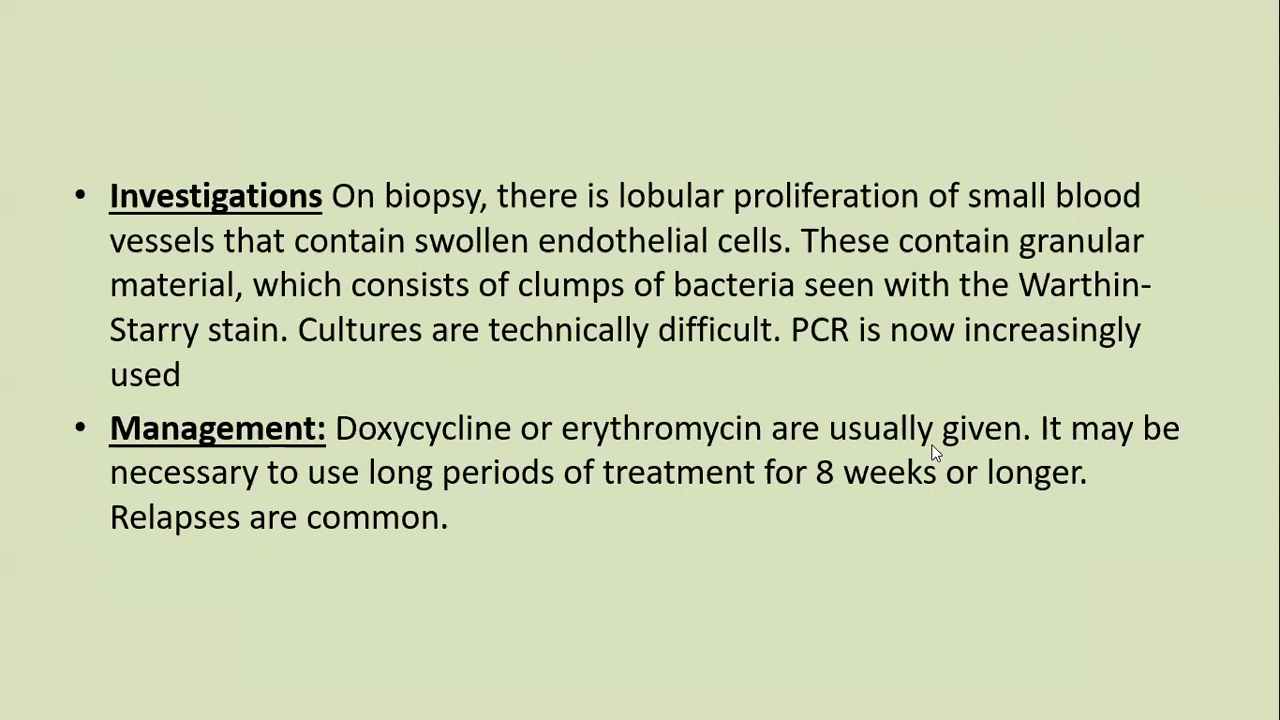 • Investigations On biopsy, there is lobular proliferation of small blood
vessels that contain swollen endothelial cells. These contain granular
material, which consists of clumps of bacteria seen with the Warthin-
Starry stain. Cultures are technically difficult. PCR is now increasingly
used
• Management: Doxycycline or erythromycin are usually given. It may be
necessary to use long periods of treatment for 8 weeks or longer.
Relapses are common.